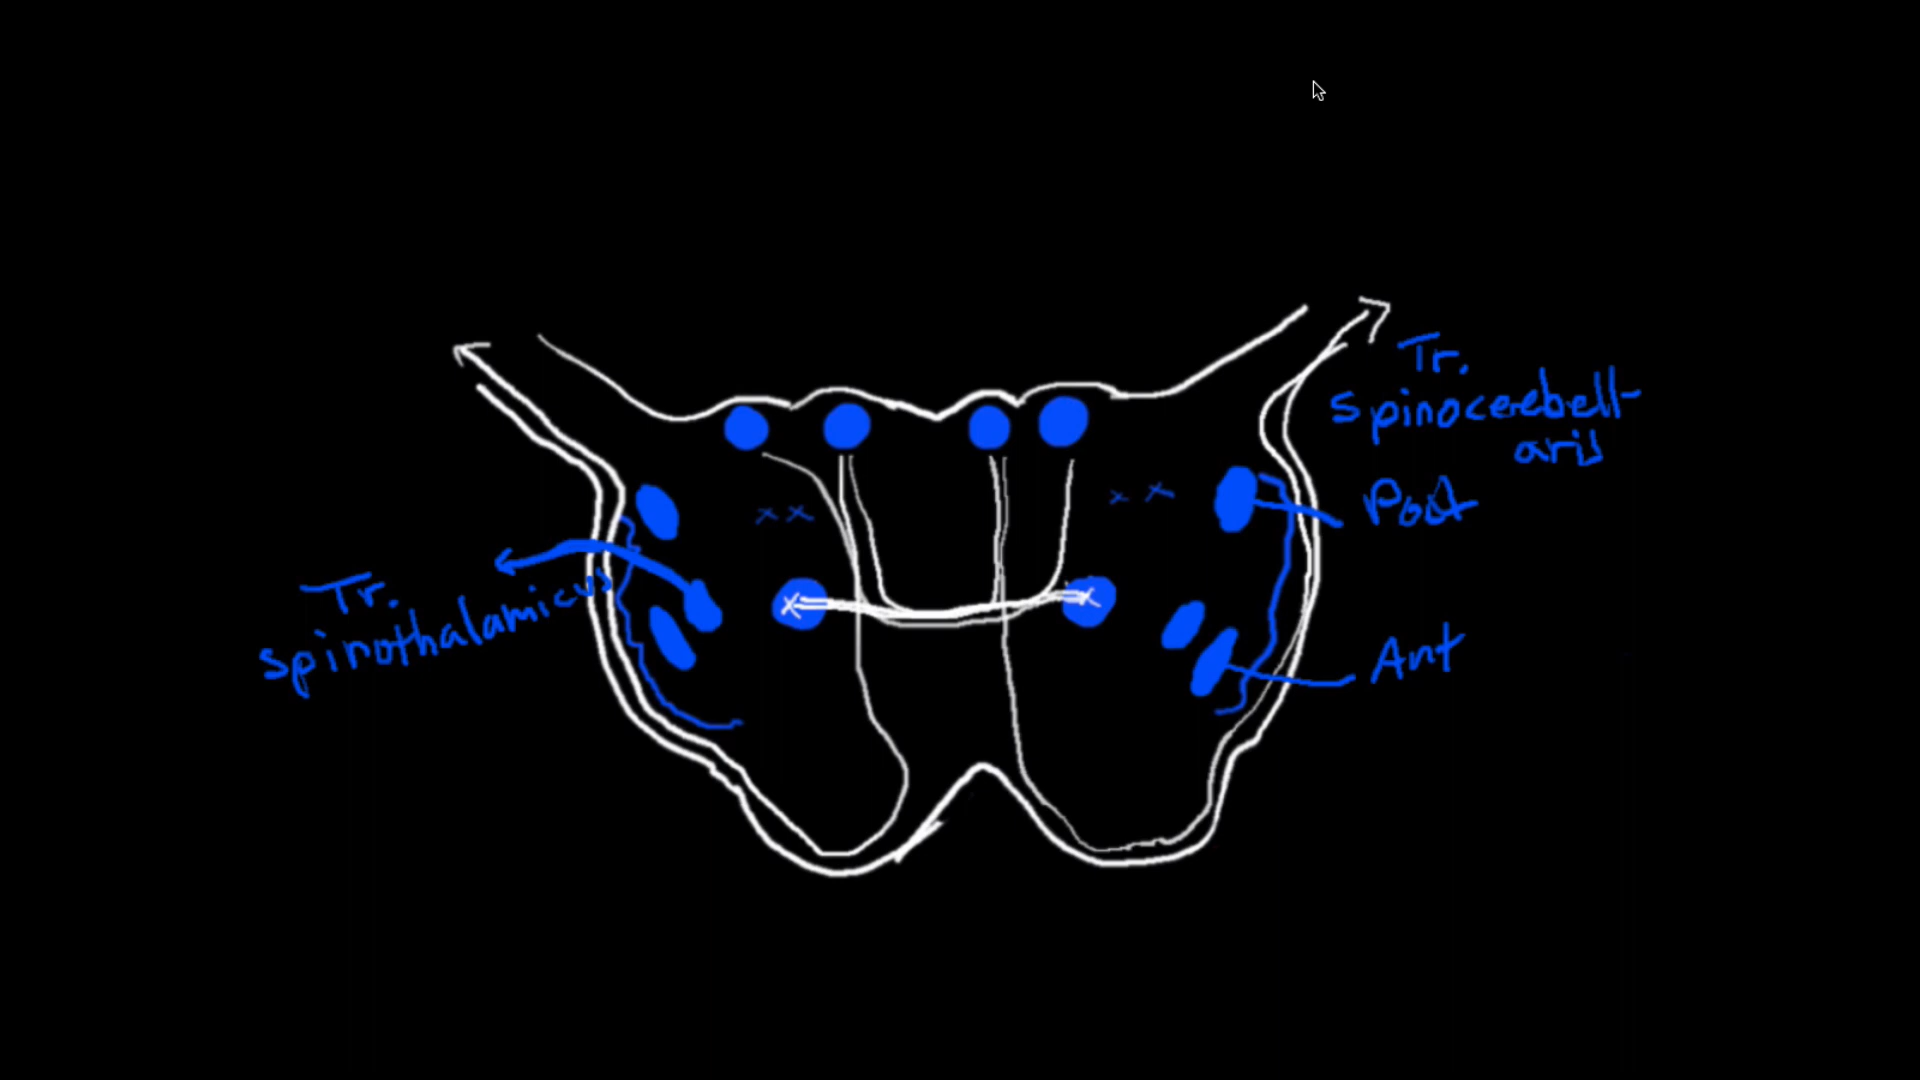 Tr.
spinocerebell-
aris
Post
Tr.
spinothalamicus
Ant